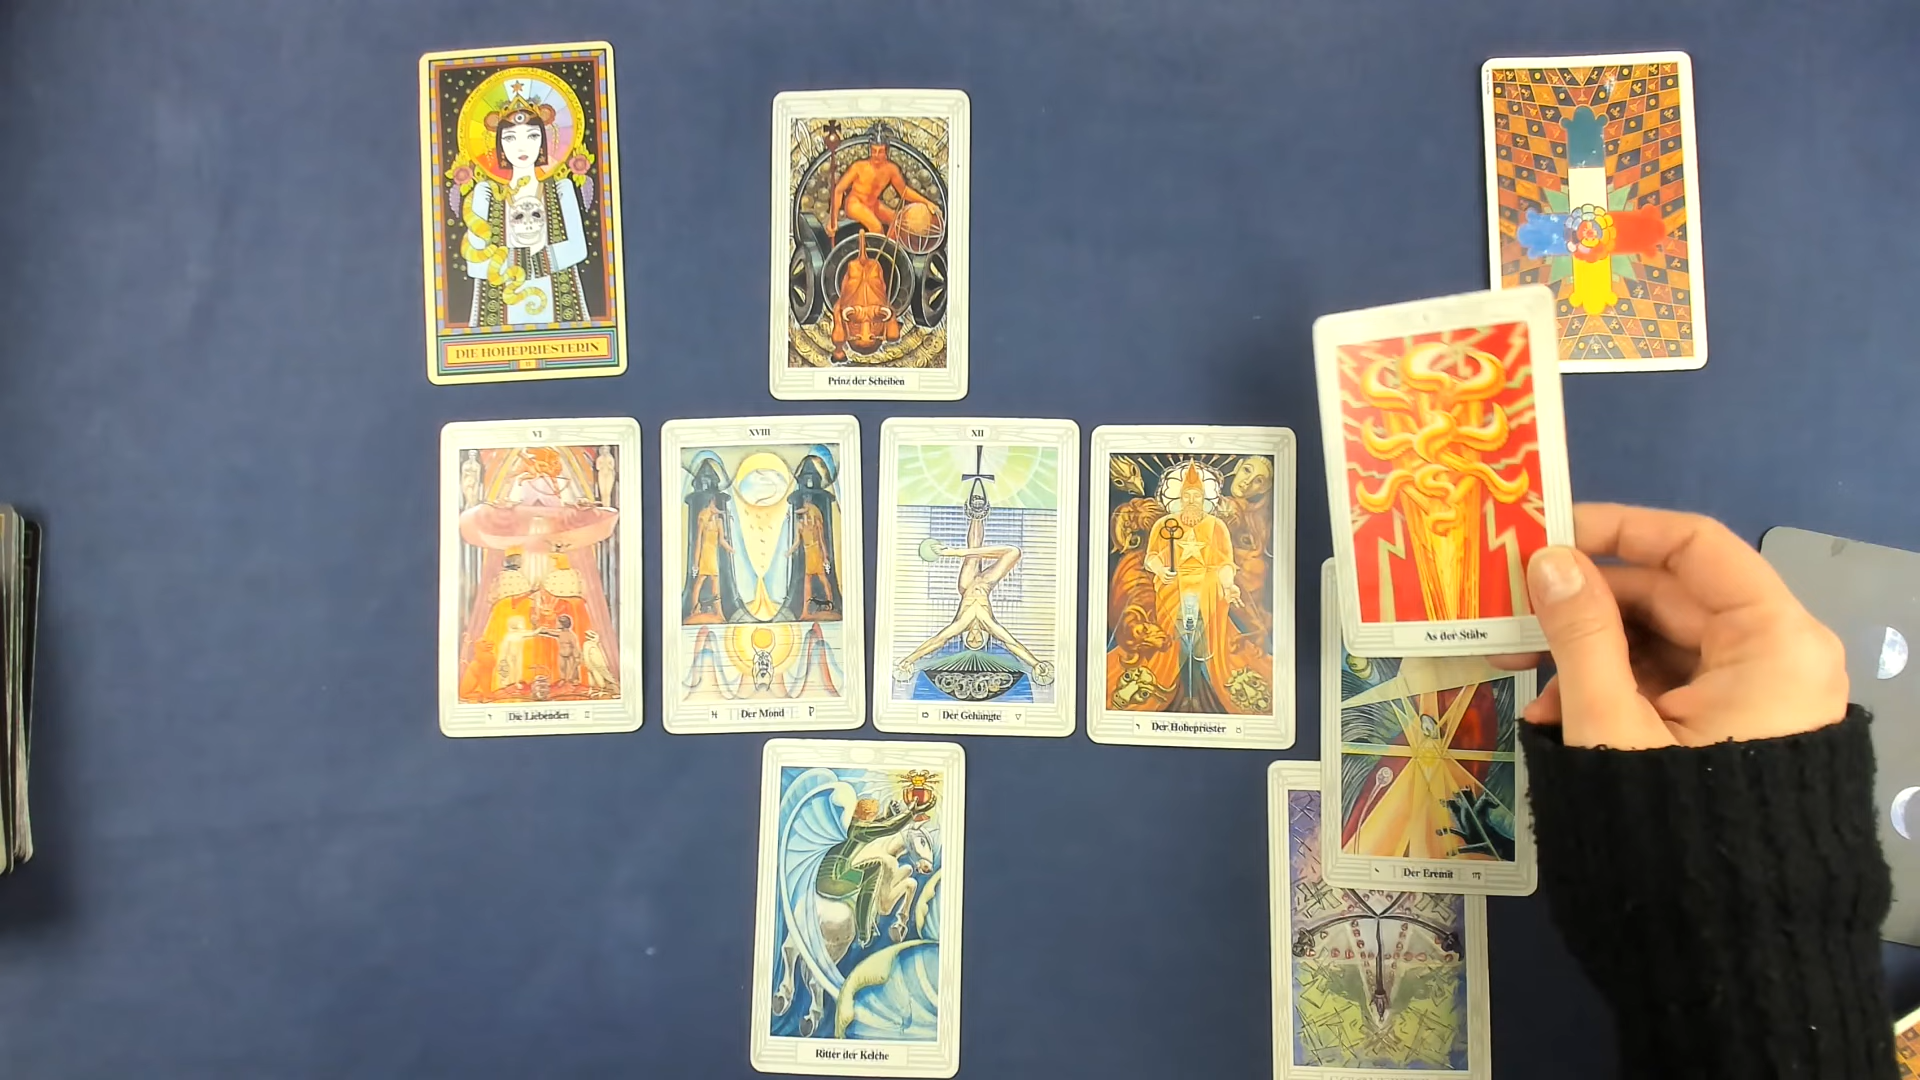 DIE HOHEPRIESTERIN
II
Prinz der Scheiben
VI
XVIII
XII
V
Die Liebenden
Der Mond
Der Gehängte
Der Hohepriester
As der Stäbe
Der Eremit
Ritter der Kelche